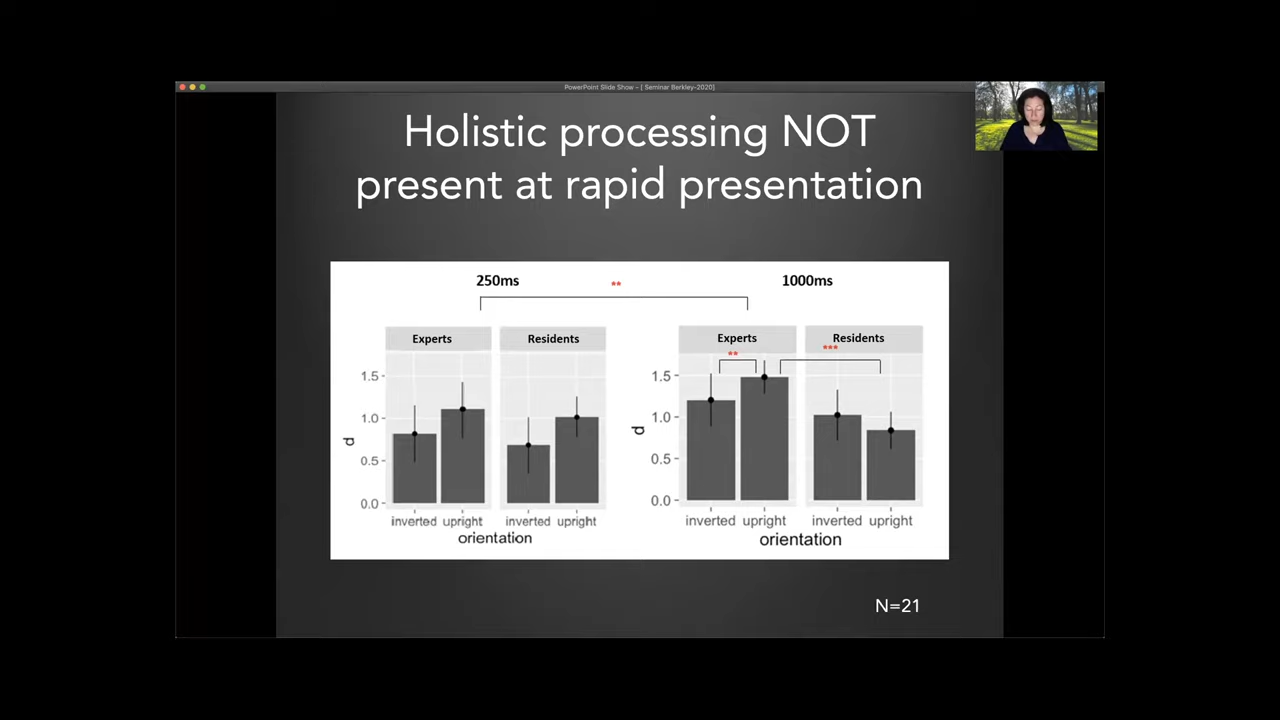 PowerPoint Slide Show - [ Seminar Berkley-2020]
Holistic processing NOT
present at rapid presentation
250ms ** 1000ms
Experts Residents Experts Residents
** ***
1.5 1.5
1.0 1.0
d d
0.5 0.5
0.0 0.0
inverted upright inverted upright inverted upright inverted upright
orientation orientation
N=21